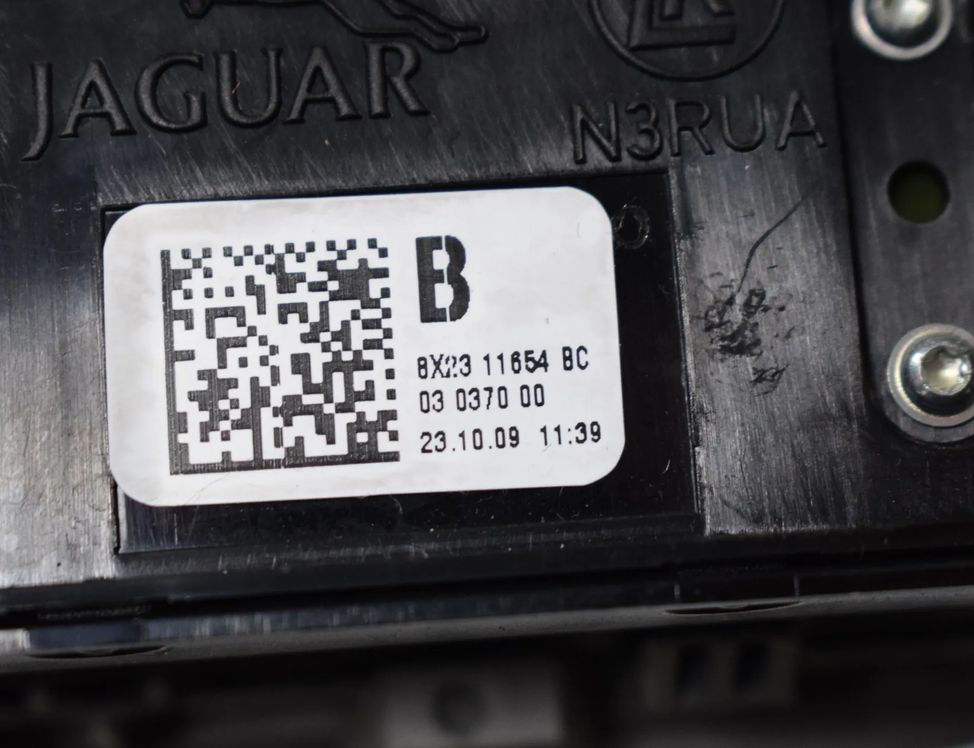 JAGUAR
N3RUA
B
8X23 11654 BC
03 0370 00
23.10.09 11:39